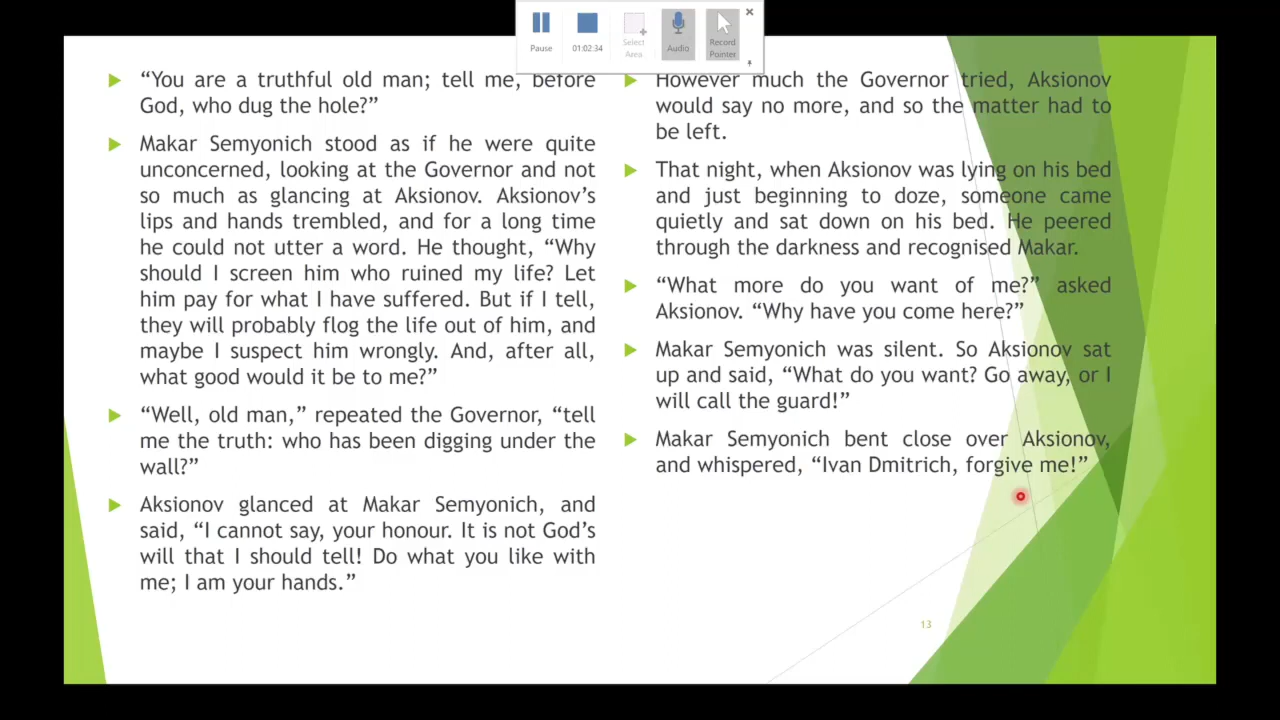 Pause
01:02:34
Select
Area
Audio
Record
Pointer
“You are a truthful old man; tell me, before
God, who dug the hole?”
Makar Semyonich stood as if he were quite
unconcerned, looking at the Governor and not
so much as glancing at Aksionov. Aksionov’s
lips and hands trembled, and for a long time
he could not utter a word. He thought, “Why
should I screen him who ruined my life? Let
him pay for what I have suffered. But if I tell,
they will probably flog the life out of him, and
maybe I suspect him wrongly. And, after all,
what good would it be to me?”
“Well, old man,” repeated the Governor, “tell
me the truth: who has been digging under the
wall?”
Aksionov glanced at Makar Semyonich, and
said, “I cannot say, your honour. It is not God’s
will that I should tell! Do what you like with
me; I am your hands.”
However much the Governor tried, Aksionov
would say no more, and so the matter had to
be left.
That night, when Aksionov was lying on his bed
and just beginning to doze, someone came
quietly and sat down on his bed. He peered
through the darkness and recognised Makar.
“What more do you want of me?” asked
Aksionov. “Why have you come here?”
Makar Semyonich was silent. So Aksionov sat
up and said, “What do you want? Go away, or I
will call the guard!”
Makar Semyonich bent close over Aksionov,
and whispered, “Ivan Dmitrich, forgive me!”
13